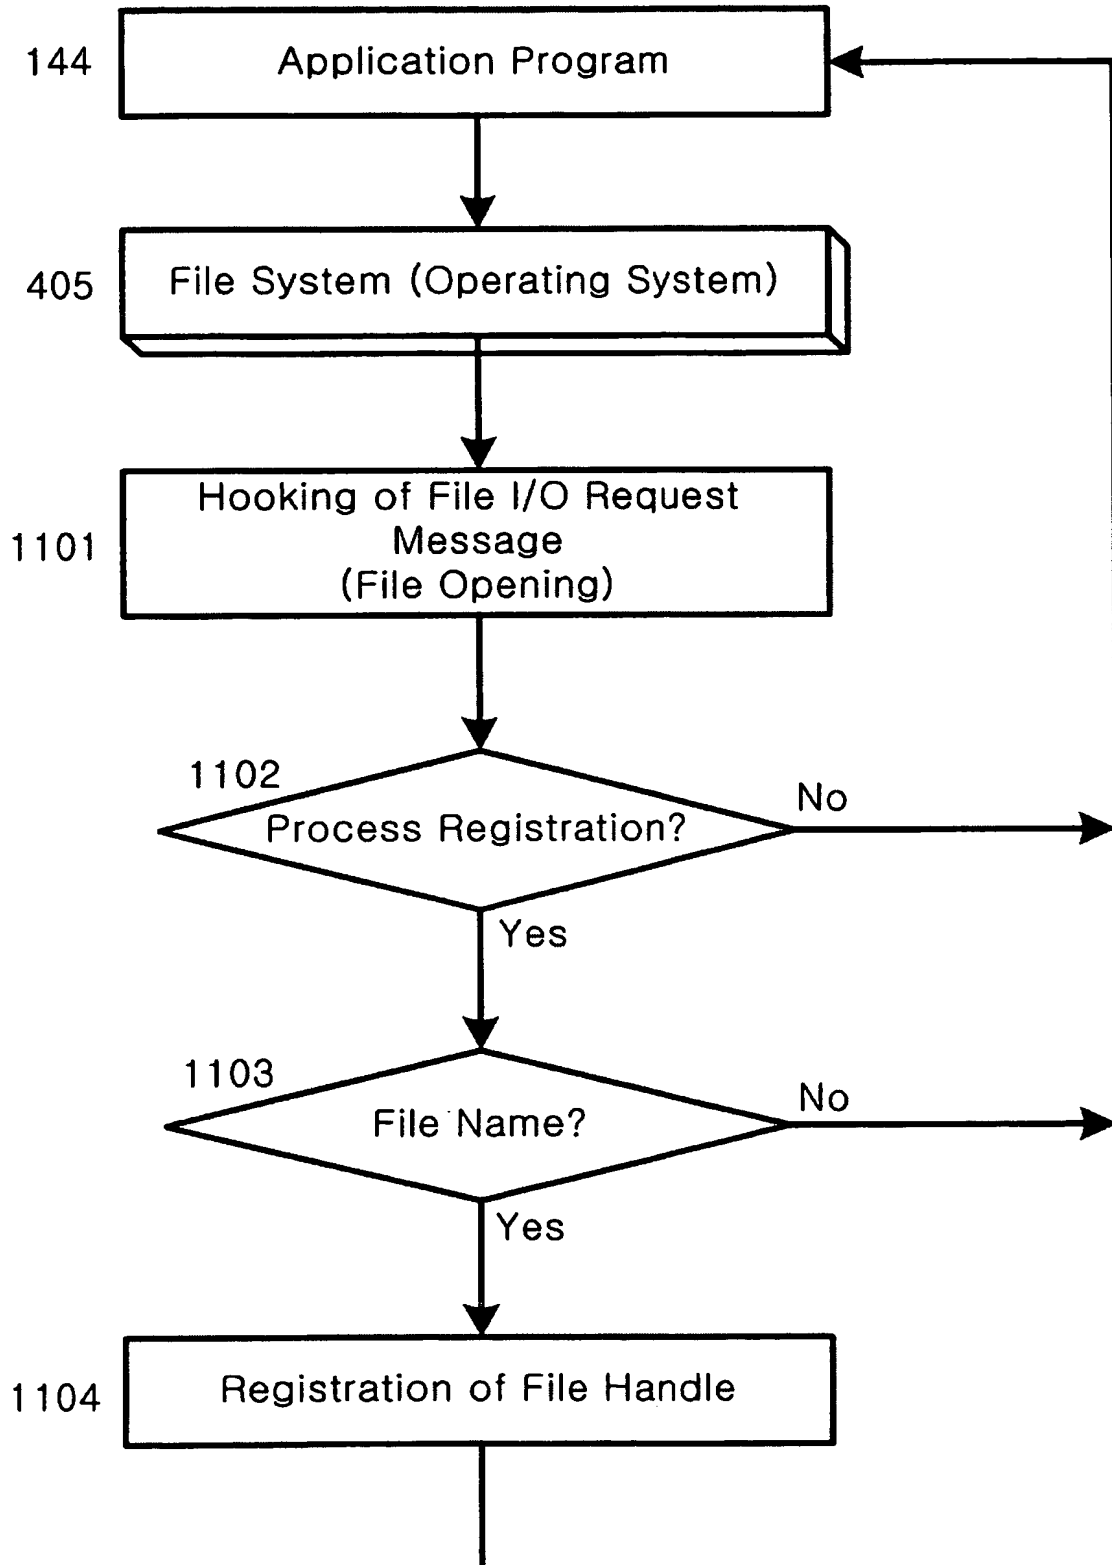 144
Application Program
405
File System (Operating System)
1101
Hooking of File I/O Request
Message
(File Opening)
1102
Process Registration?
No
Yes
1103
File Name?
No
Yes
1104
Registration of File Handle